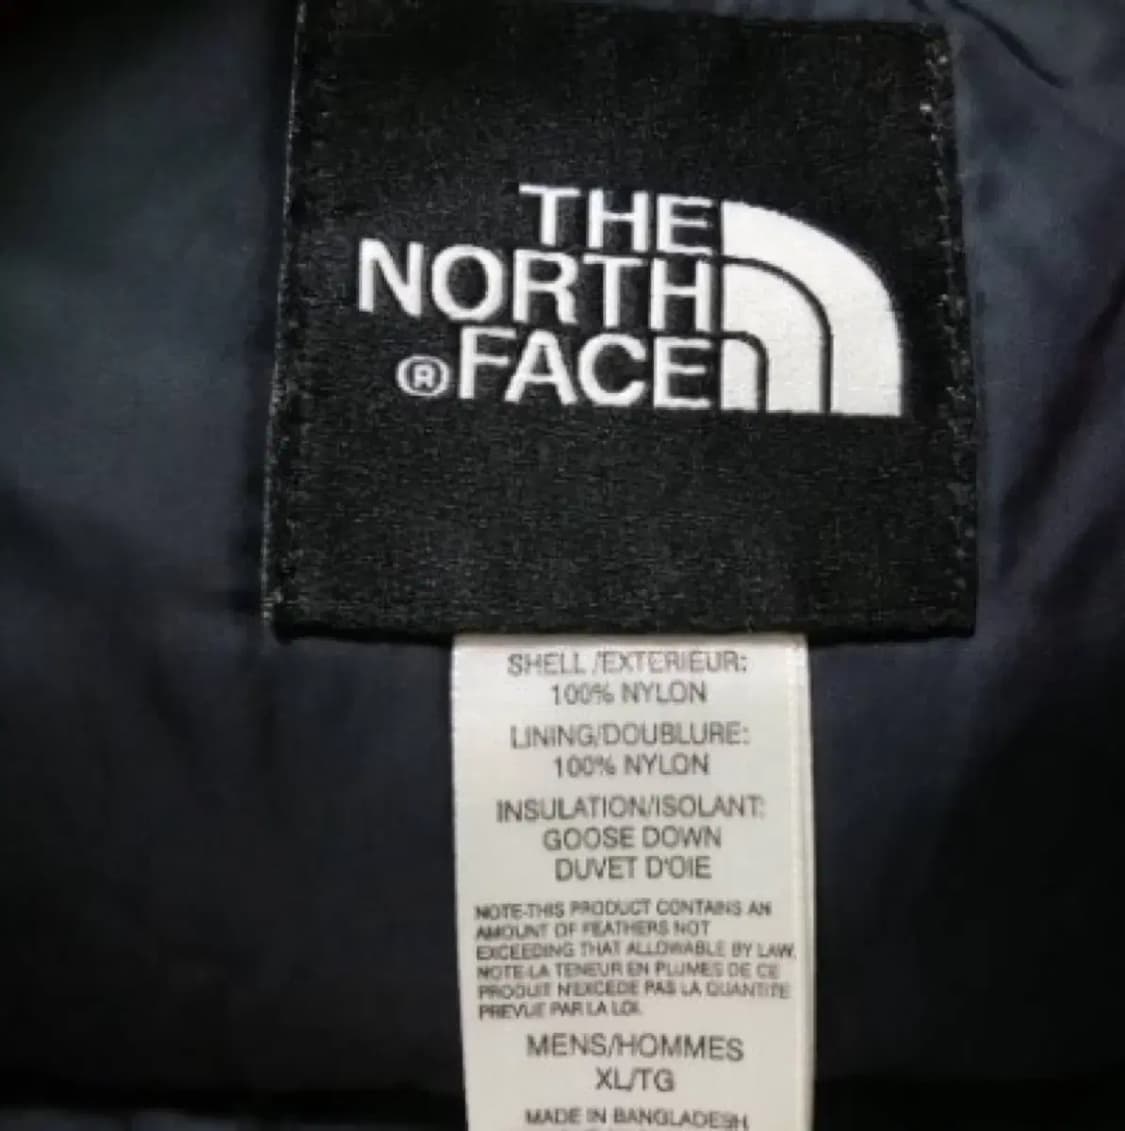 THE
NORTH
® FACE
SHELL/EXTERIEUR:
100% NYLON
LINING/DOUBLURE:
100% NYLON
INSULATION/ISOLANT:
GOOSE DOWN
DUVET D'OIE
NOTE-THIS PRODUCT CONTAINS AN
AMOUNT OF FEATHERS NOT
EXCEEDING THAT ALLOWABLE BY LAW.
NOTE-LA TENEUR EN PLUMES DE CE
PRODUIT N'EXCEDE PAS LA QUANTITE
PREVUE PAR LA LOI.
MENS/HOMMES
XL/TG
MADE IN BANGLADESH